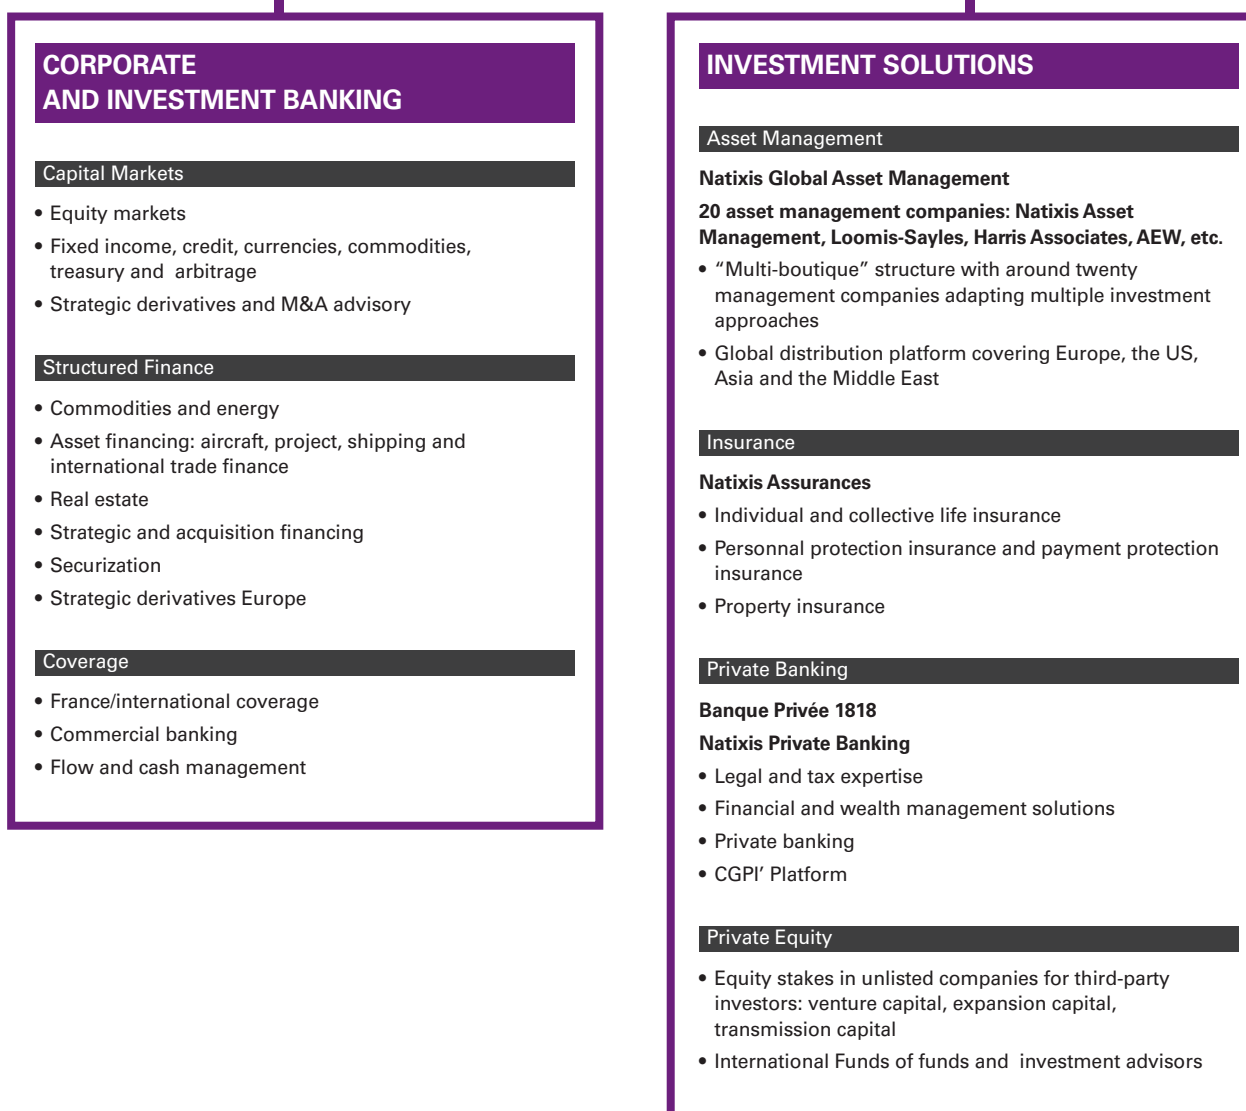 CORPORATE
AND INVESTMENT BANKING
Capital Markets
• Equity markets
• Fixed income, credit, currencies, commodities,
treasury and  arbitrage
• Strategic derivatives and M&A advisory
Structured Finance
• Commodities and energy
• Asset financing: aircraft, project, shipping and
international trade finance
• Real estate
• Strategic and acquisition financing
• Securization
• Strategic derivatives Europe
Coverage
• France/international coverage
• Commercial banking
• Flow and cash management
INVESTMENT SOLUTIONS
Asset Management
Natixis Global Asset Management
20 asset management companies: Natixis Asset
Management, Loomis-Sayles, Harris Associates, AEW, etc.
• “Multi-boutique” structure with around twenty
management companies adapting multiple investment
approaches
• Global distribution platform covering Europe, the US,
Asia and the Middle East
Insurance
Natixis Assurances
• Individual and collective life insurance
• Personnal protection insurance and payment protection
insurance
• Property insurance
Private Banking
Banque Privée 1818
Natixis Private Banking
• Legal and tax expertise
• Financial and wealth management solutions
• Private banking
• CGPI’ Platform
Private Equity
• Equity stakes in unlisted companies for third-party
investors: venture capital, expansion capital,
transmission capital
• International Funds of funds and  investment advisors